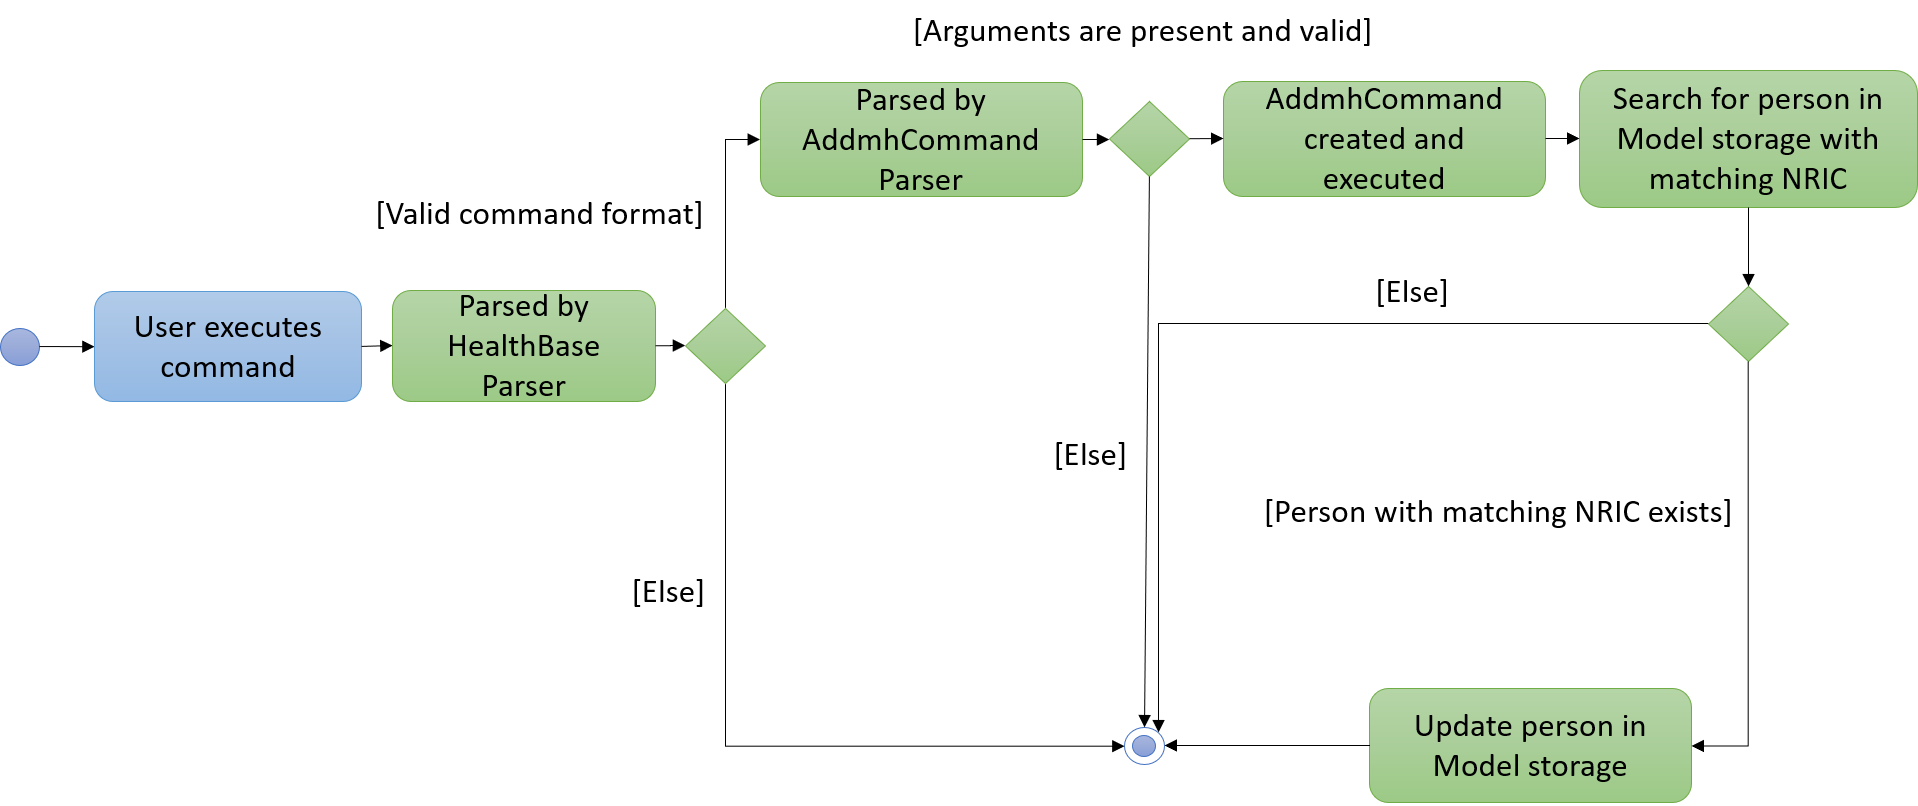 [Arguments are present and valid]
Parsed by
AddmhCommand
Parser
AddmhCommand
created and
executed
Search for person in
Model storage with
matching NRIC
[Valid command format]
User executes
command
Parsed by
HealthBase
Parser
[Else]
[Else]
[Person with matching NRIC exists]
[Else]
Update person in
Model storage